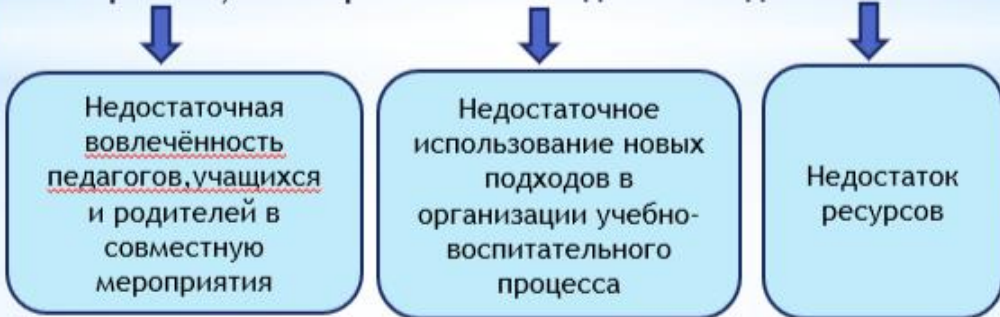 Недостаточная
вовлечённость
педагогов,учащихся
и родителей в
совместную
мероприятия
Недостаточное
использование новых
подходов в
организации учебно-
воспитательного
процесса
Недостаток
ресурсов